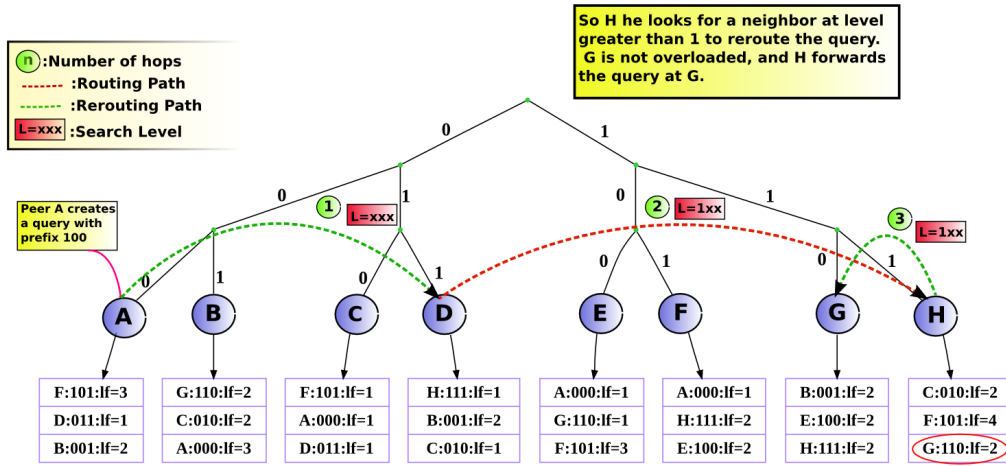 So H he looks for a neighbor at level
greater than 1 to reroute the query.
G is not overloaded, and H forwards
the query at G.
n :Number of hops
:Routing Path
:Rerouting Path
L=xxx :Search Level
0
1
0
1
0
1
Peer A creates
a query with
prefix 100
1
L=xxx
2
L=1xx
3
L=1xx
0
1
0
1
0
1
0
1
A
B
C
D
E
F
G
H
F:101:lf=3
D:011:lf=1
B:001:lf=2
G:110:lf=2
C:010:lf=2
A:000:lf=3
F:101:lf=1
A:000:lf=1
D:011:lf=1
H:111:lf=1
B:001:lf=2
C:010:lf=1
A:000:lf=1
G:110:lf=1
F:101:lf=3
A:000:lf=1
H:111:lf=2
E:100:lf=2
B:001:lf=2
E:100:lf=2
H:111:lf=2
C:010:lf=2
F:101:lf=4
G:110:lf=2